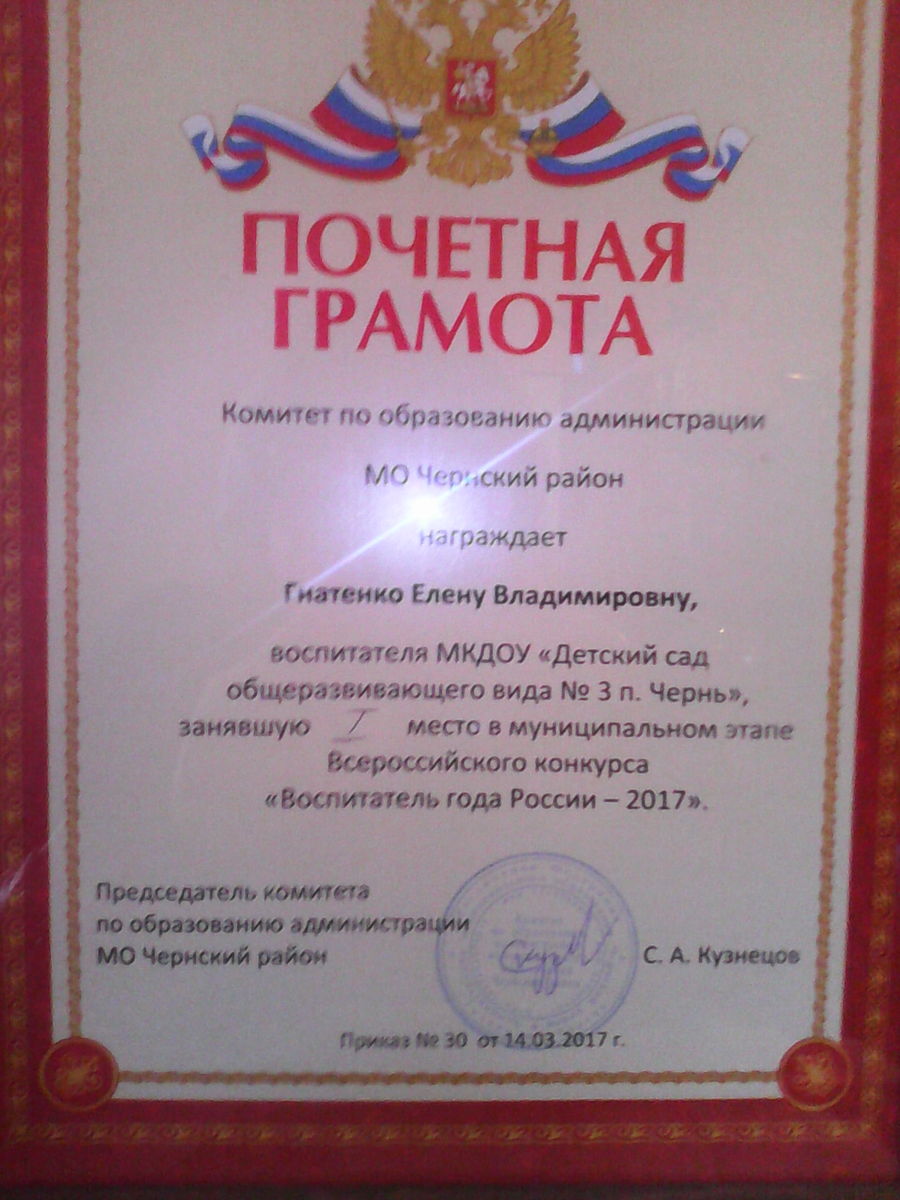 ПОЧЕТНАЯ
ГРАМОТА
Комитет по образованию администрации
МО Чернский район
награждает
Гнатенко Елену Владимировну,
воспитателя МКДОУ «Детский сад
общеразвивающего вида № 3 п. Чернь»,
занявшую I место в муниципальном этапе
Всероссийского конкурса
«Воспитатель года России – 2017».
Председатель комитета
по образованию администрации
МО Чернский район
С. А. Кузнецов
Приказ № 30 от 14.03.2017 г.